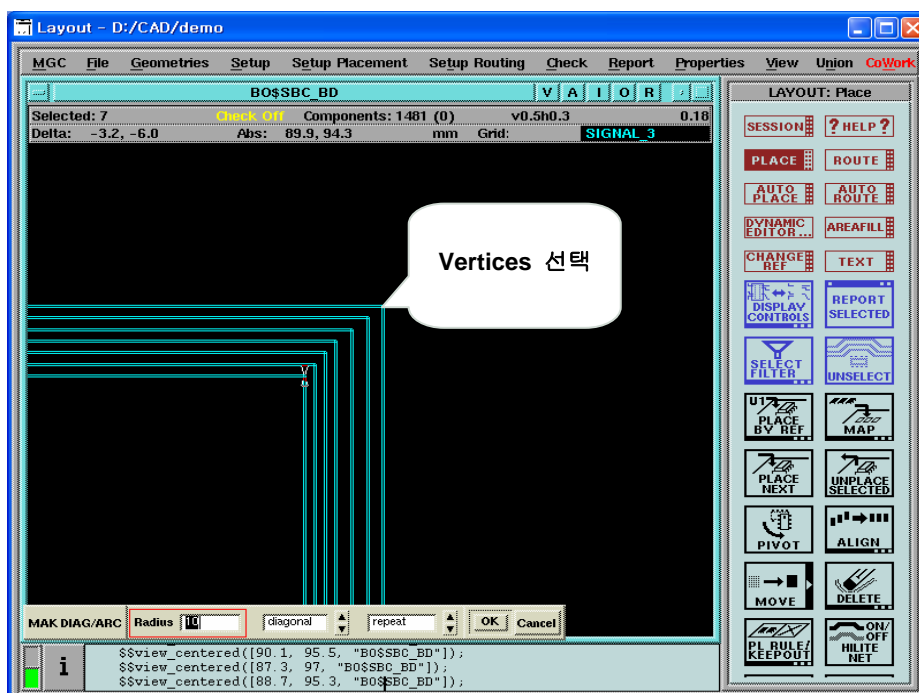 Layout - D:/CAD/demo
MGC File Geometries Setup Setup Placement Setup Routing Check Report Properties View Union CoWork
BO$SBC_BD V A I O R
Selected: 7 Check Off Components: 1481 (0) v0.5h0.3 0.18
Delta: -3.2, -6.0 Abs: 89.9, 94.3 mm Grid: SIGNAL_3
Vertices 선택
MAK DIAG/ARC Radius 10 diagonal repeat OK Cancel
i
$$view_centered([90.1, 95.5, "BO$SBC_BD"]);
$$view_centered([87.3, 97, "BO$SBC_BD"]);
$$view_centered([88.7, 95.3, "BO$SBC_BD"]);
LAYOUT: Place
SESSION ? HELP ?
PLACE ROUTE
AUTO PLACE
AUTO ROUTE
DYNAMIC
EDITOR...
AREAFILL
CHANGE
REF
TEXT
DISPLAY
CONTROLS
REPORT
SELECTED
SELECT
FILTER
UNSELECT
U1
PLACE
BY REF
MAP
PLACE
NEXT
UNPLACE
SELECTED
PIVOT
ALIGN
MOVE
DELETE
PL RULE/
KEEPOUT
ON/
OFF
HILITE
NET